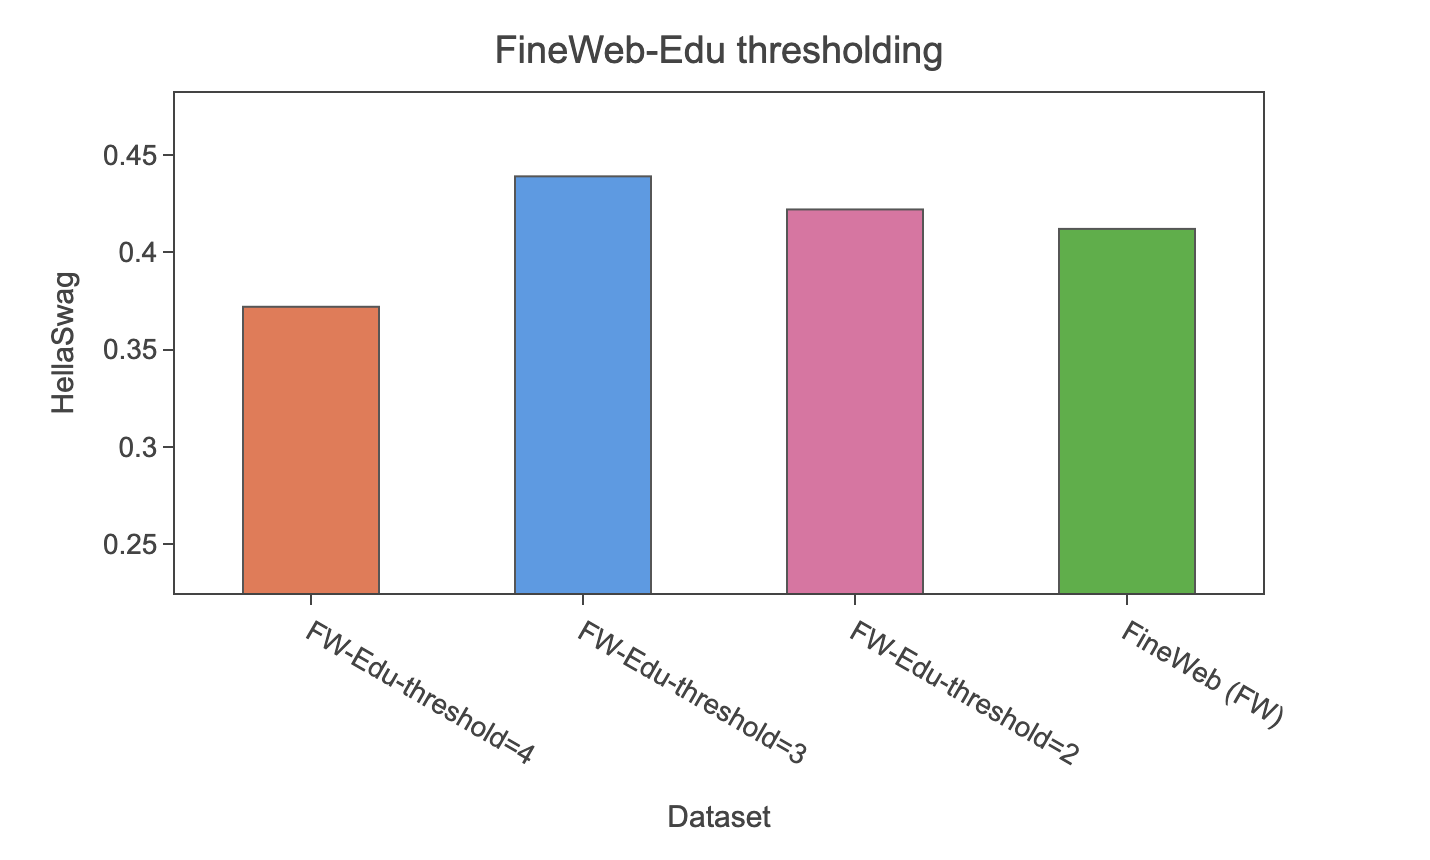 FineWeb-Edu thresholding
HellaSwag
0.45
0.4
0.35
0.3
0.25
FW-Edu-threshold=4
FW-Edu-threshold=3
FW-Edu-threshold=2
FineWeb (FW)
Dataset